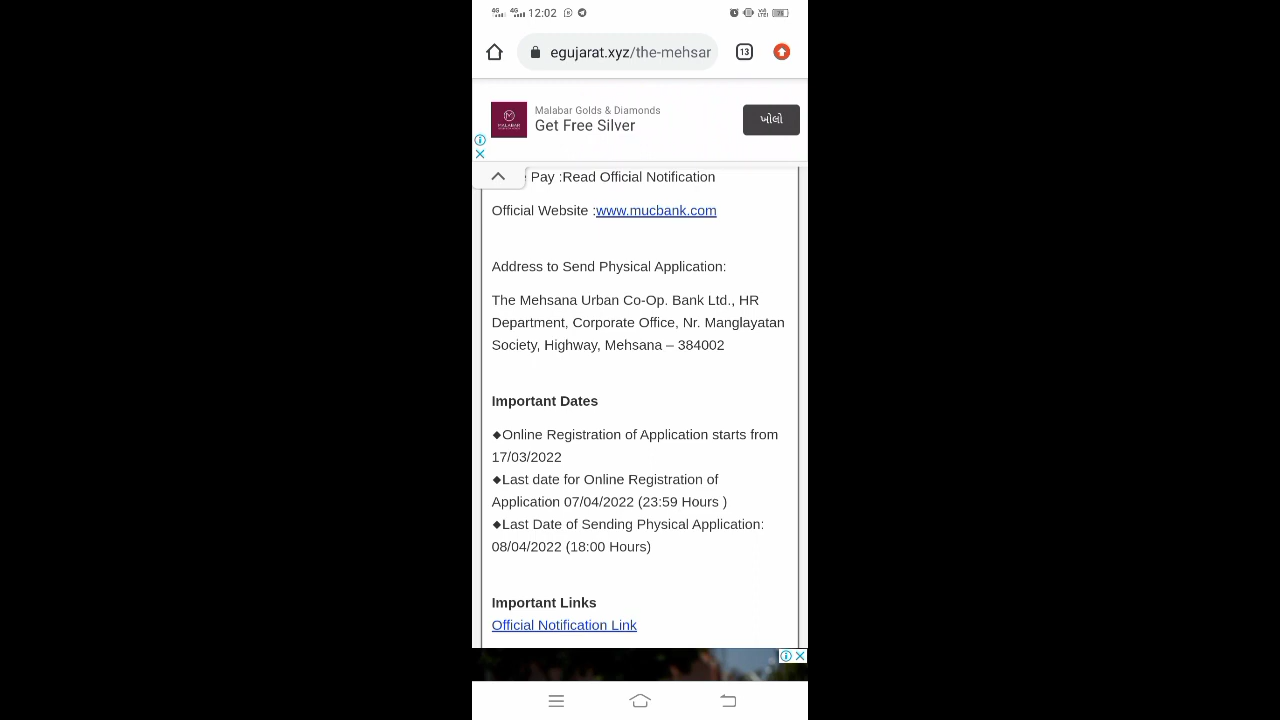 4G 4G 12:02
egujarat.xyz/the-mehsar
13
Malabar Golds & Diamonds
Get Free Silver
ખોલો
MALABAR
Pay :Read Official Notification
Official Website :www.mucbank.com
Address to Send Physical Application:
The Mehsana Urban Co-Op. Bank Ltd., HR
Department, Corporate Office, Nr. Manglayatan
Society, Highway, Mehsana – 384002
Important Dates
◆Online Registration of Application starts from
17/03/2022
◆Last date for Online Registration of
Application 07/04/2022 (23:59 Hours )
◆Last Date of Sending Physical Application:
08/04/2022 (18:00 Hours)
Important Links
Official Notification Link